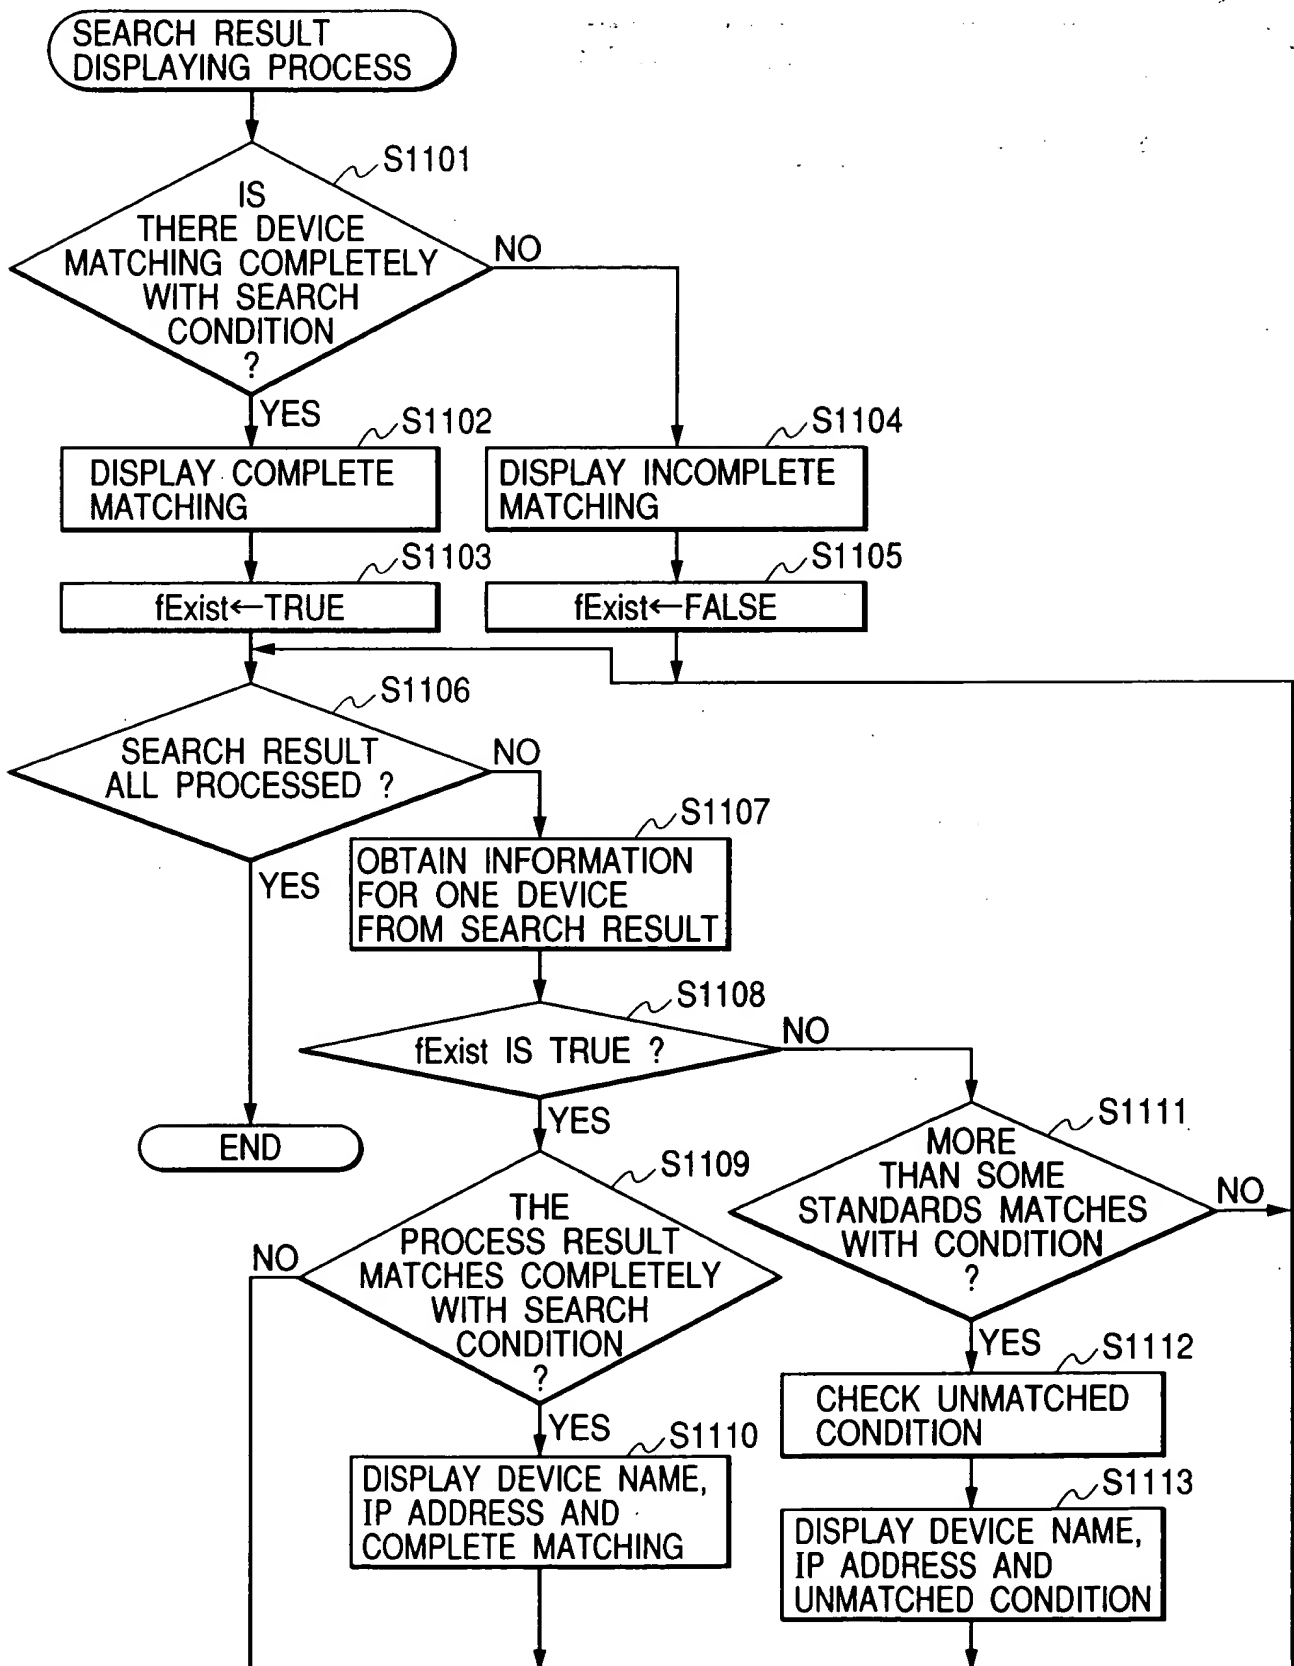 SEARCH RESULT
DISPLAYING PROCESS
S1101
IS
THERE DEVICE
MATCHING COMPLETELY
WITH SEARCH
CONDITION
?
NO
YES
S1102
DISPLAY COMPLETE
MATCHING
S1104
DISPLAY INCOMPLETE
MATCHING
S1103
fExist←TRUE
S1105
fExist←FALSE
S1106
SEARCH RESULT
ALL PROCESSED ?
NO
YES
S1107
OBTAIN INFORMATION
FOR ONE DEVICE
FROM SEARCH RESULT
S1108
fExist IS TRUE ?
NO
YES
END
S1109
THE
PROCESS RESULT
MATCHES COMPLETELY
WITH SEARCH
CONDITION
?
NO
YES
S1110
DISPLAY DEVICE NAME,
IP ADDRESS AND
COMPLETE MATCHING
S1111
MORE
THAN SOME
STANDARDS MATCHES
WITH CONDITION
?
NO
YES
S1112
CHECK UNMATCHED
CONDITION
S1113
DISPLAY DEVICE NAME,
IP ADDRESS AND
UNMATCHED CONDITION